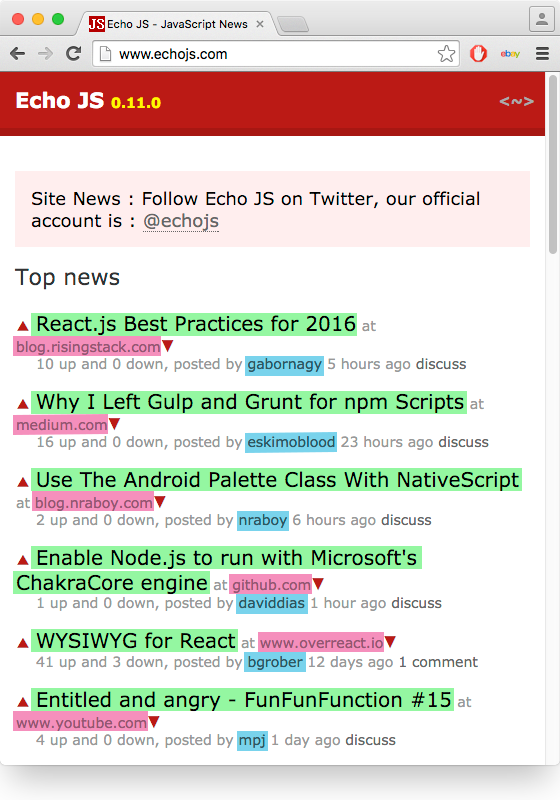 Echo JS - JavaScript News
www.echojs.com
ebay
Echo JS 0.11.0
<~>
Site News : Follow Echo JS on Twitter, our official
account is : @echojs
Top news
▲ React.js Best Practices for 2016 at
blog.risingstack.com▼
10 up and 0 down, posted by gabornagy 5 hours ago discuss
▲ Why I Left Gulp and Grunt for npm Scripts at
medium.com▼
16 up and 0 down, posted by eskimoblood 23 hours ago discuss
▲ Use The Android Palette Class With NativeScript
at blog.nraboy.com▼
2 up and 0 down, posted by nraboy 6 hours ago discuss
▲ Enable Node.js to run with Microsoft's
ChakraCore engine at github.com▼
1 up and 0 down, posted by daviddias 1 hour ago discuss
▲ WYSIWYG for React at www.overreact.io▼
41 up and 3 down, posted by bgrober 12 days ago 1 comment
▲ Entitled and angry - FunFunFunction #15 at
www.youtube.com▼
4 up and 0 down, posted by mpj 1 day ago discuss